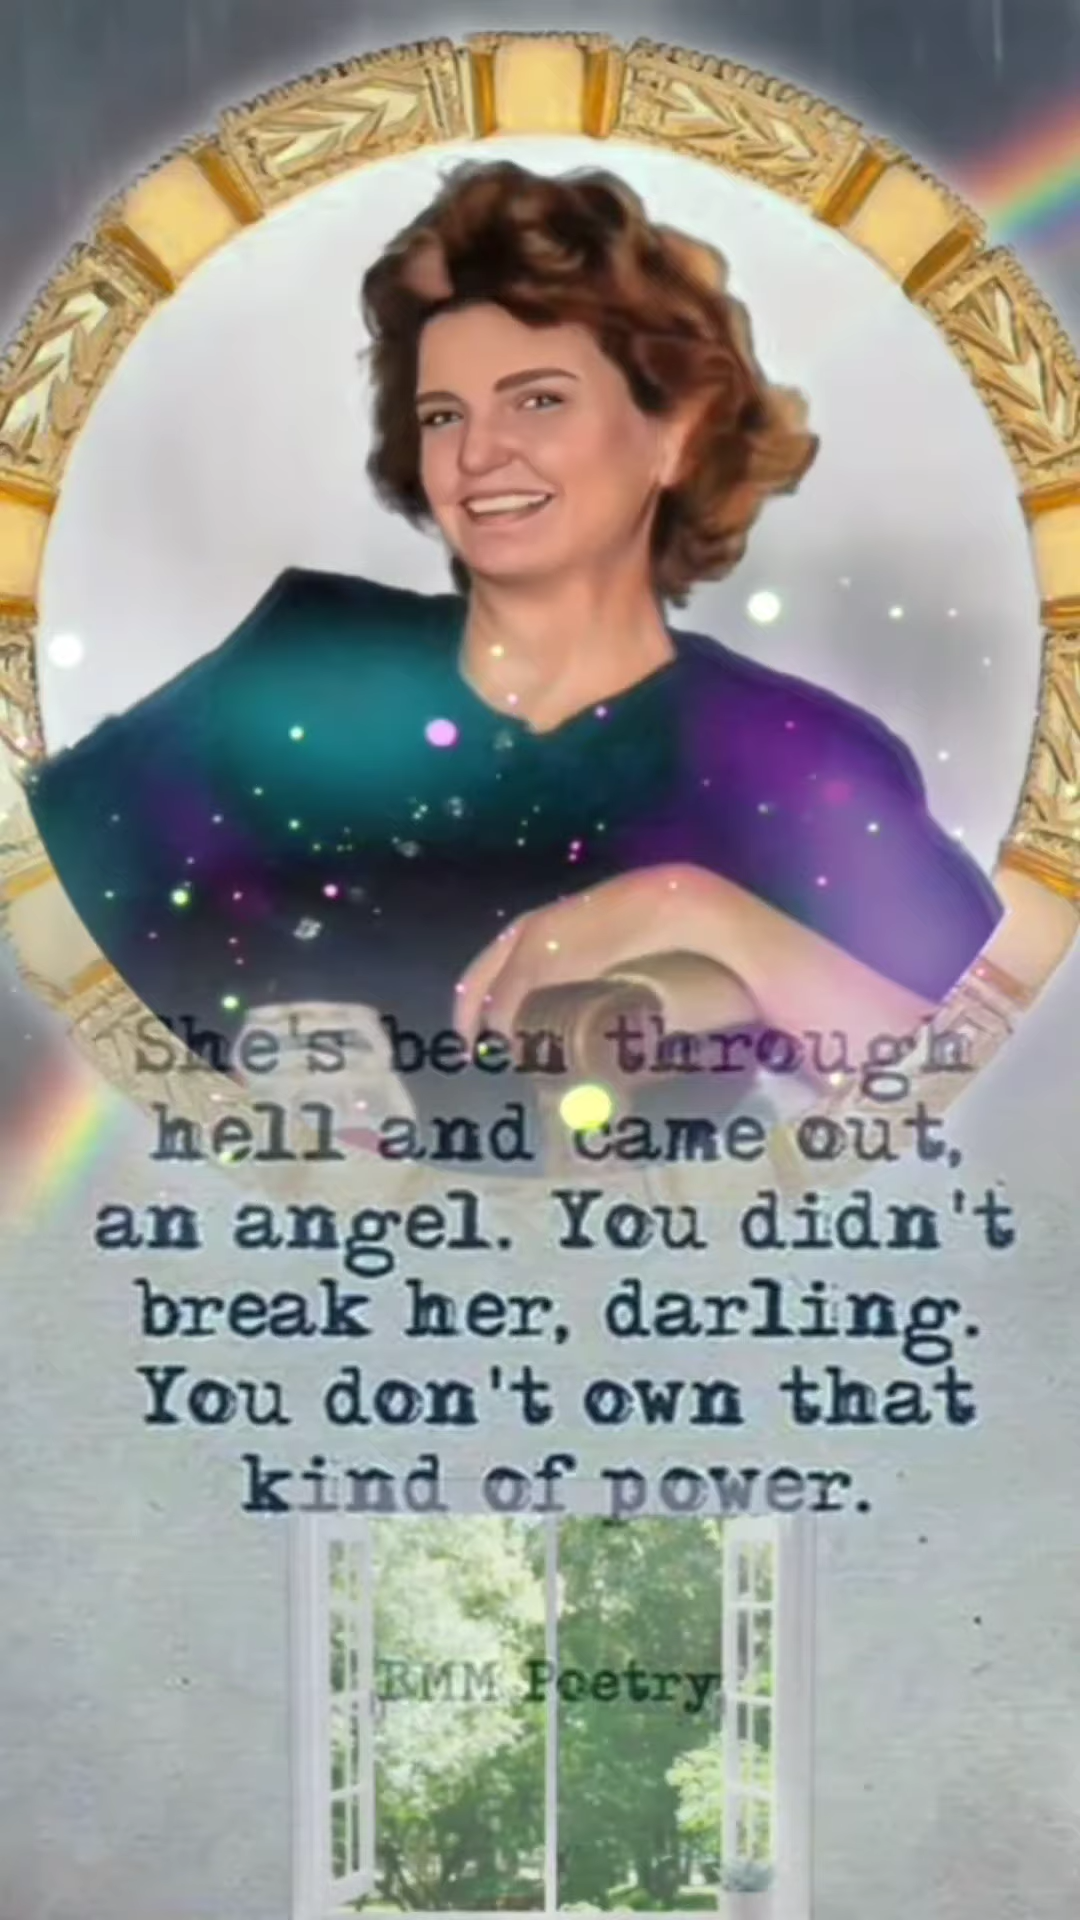 She's been through
hell and came out,
an angel. You didn't
break her, darling.
You don't own that
kind of power.
RMM Poetry